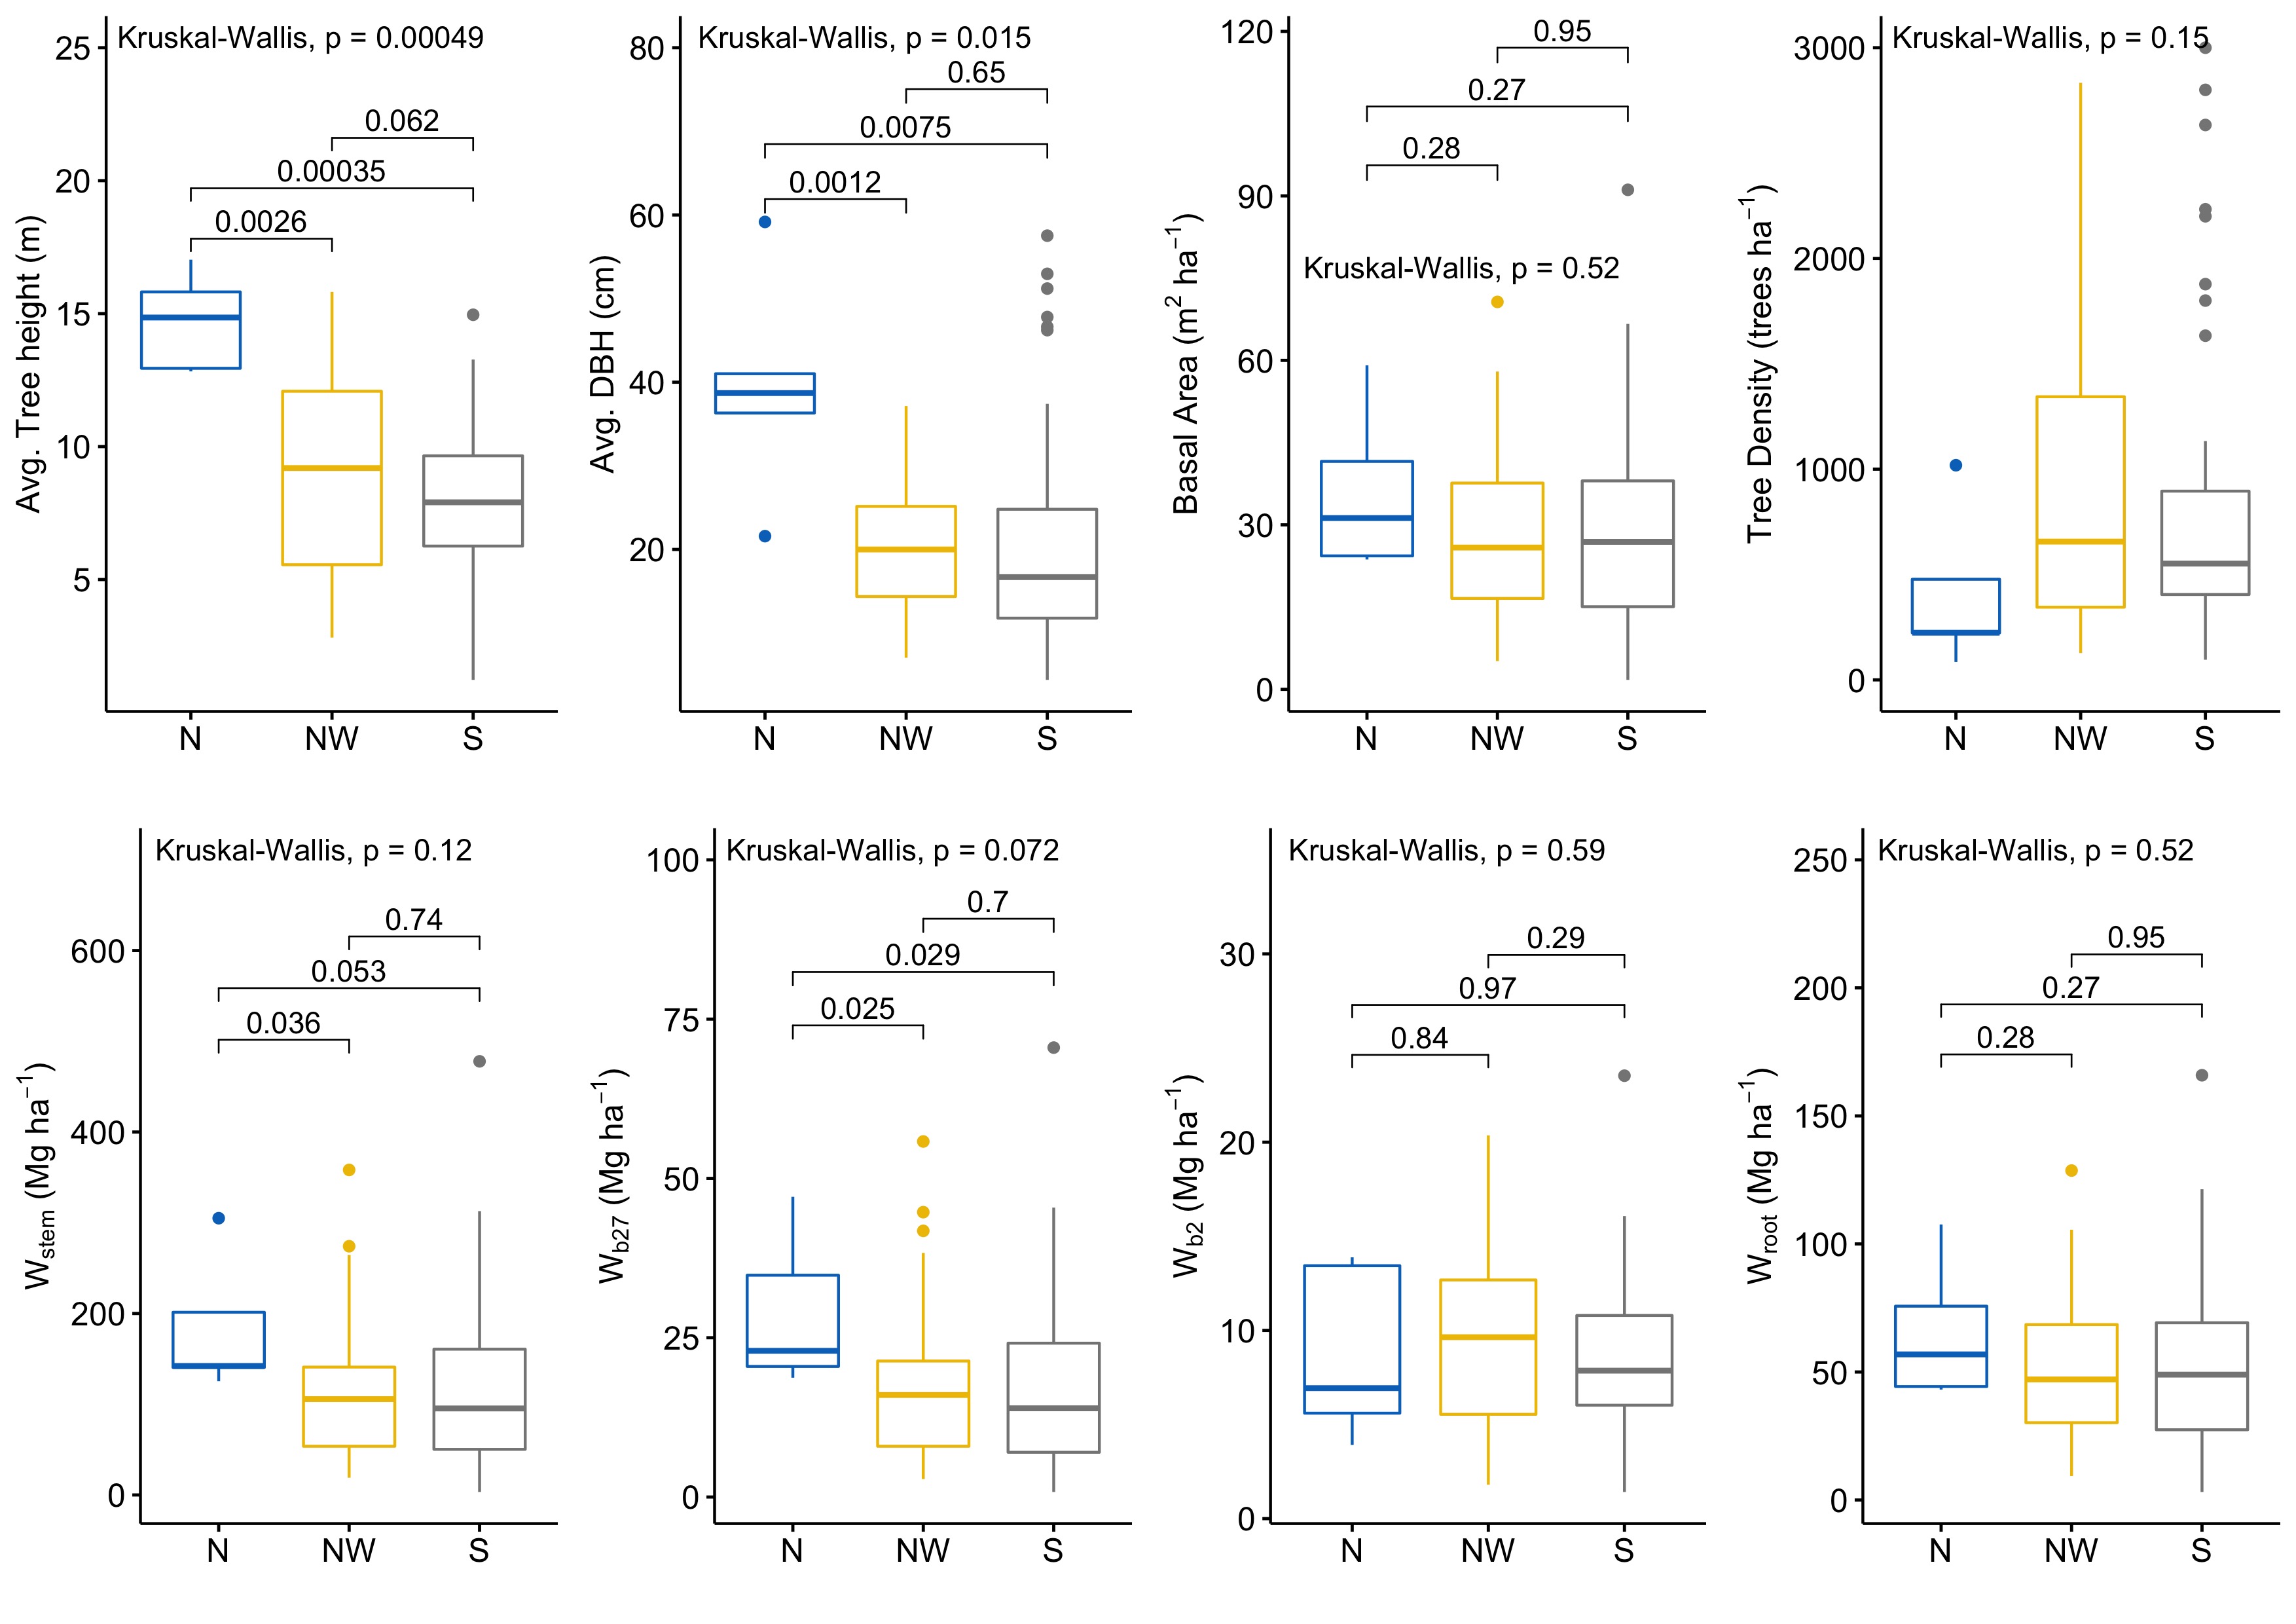 Kruskal-Wallis, p = 0.00049
25
20
15
10
5
Avg. Tree height (m)
0.062
0.00035
0.0026
N NW S
Kruskal-Wallis, p = 0.015
80
60
40
20
Avg. DBH (cm)
0.65
0.0075
0.0012
N NW S
120
90
60
30
0
Basal Area (m² ha⁻¹)
0.95
0.27
0.28
Kruskal-Wallis, p = 0.52
N NW S
Kruskal-Wallis, p = 0.15
3000
2000
1000
0
Tree Density (trees ha⁻¹)
N NW S
Kruskal-Wallis, p = 0.12
600
400
200
0
W_stem (Mg ha⁻¹)
0.74
0.053
0.036
N NW S
Kruskal-Wallis, p = 0.072
100
75
50
25
0
W_b27 (Mg ha⁻¹)
0.7
0.029
0.025
N NW S
Kruskal-Wallis, p = 0.59
30
20
10
0
W_b2 (Mg ha⁻¹)
0.29
0.97
0.84
N NW S
Kruskal-Wallis, p = 0.52
250
200
150
100
50
0
W_root (Mg ha⁻¹)
0.95
0.27
0.28
N NW S